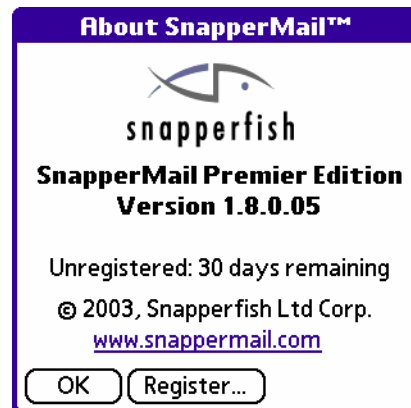 About SnapperMail™
snapperfish
SnapperMail Premier Edition
Version 1.8.0.05
Unregistered: 30 days remaining
© 2003, Snapperfish Ltd Corp.
www.snappermail.com
OK Register...